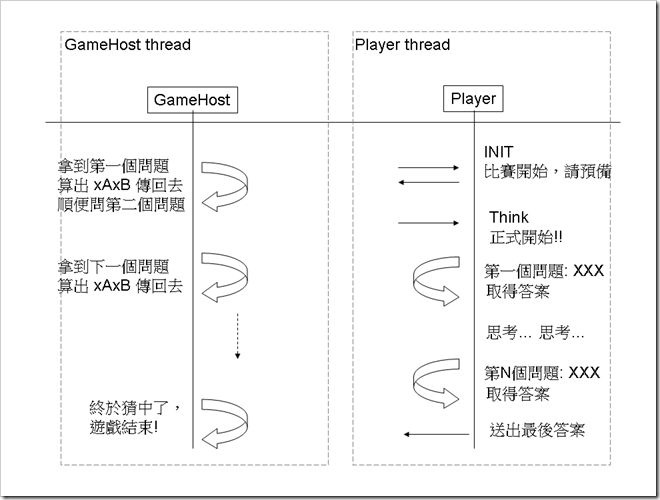 GameHost thread
GameHost
拿到第一個問題
算出 xAxB 傳回去
順便問第二個問題
拿到下一個問題
算出 xAxB 傳回去
終於猜中了，
遊戲結束!
Player thread
Player
INIT
比賽開始，請預備
Think
正式開始!!
第一個問題: XXX
取得答案
思考... 思考...
第N個問題: XXX
取得答案
送出最後答案